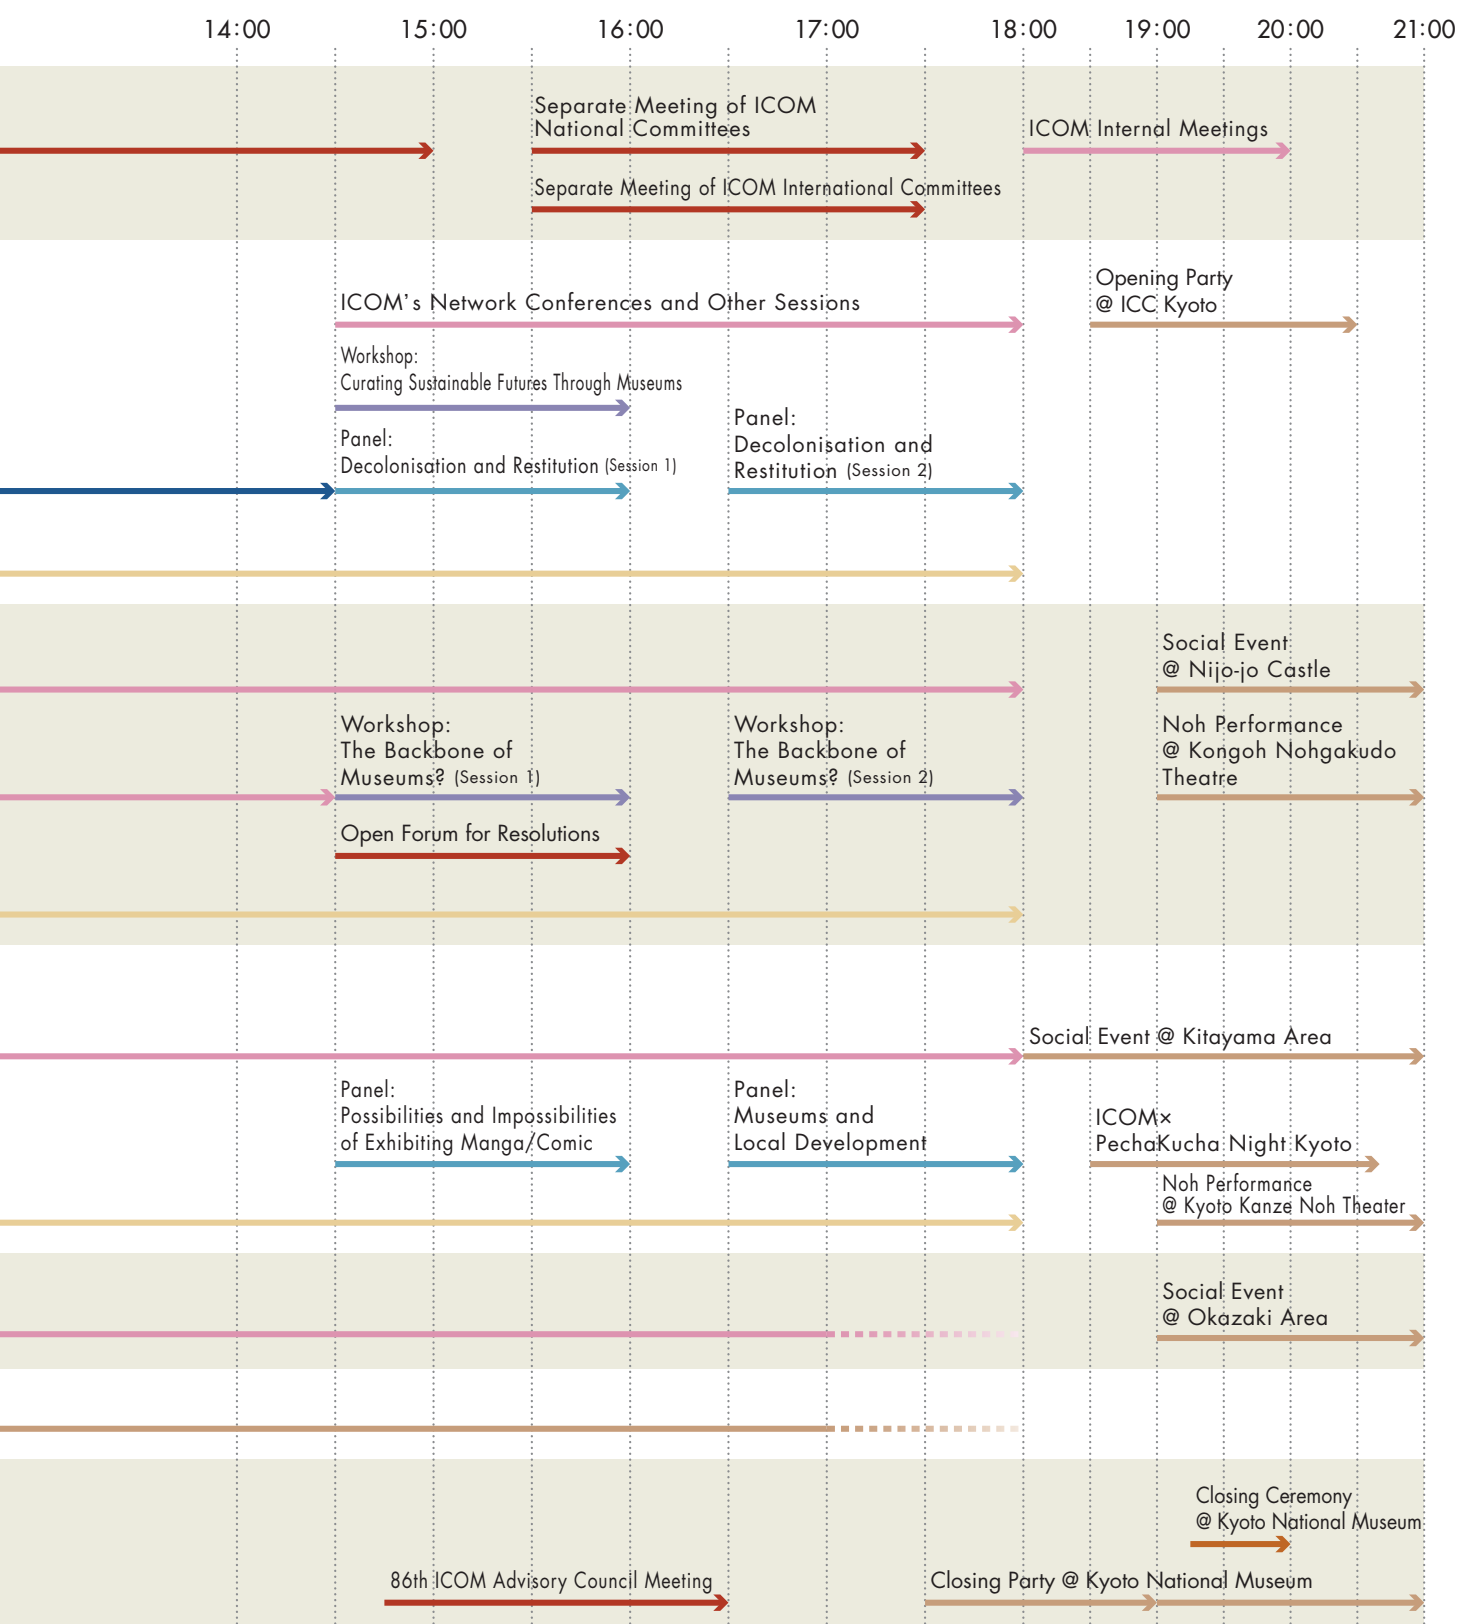 14:00 15:00 16:00 17:00 18:00 19:00 20:00 21:00
Separate Meeting of ICOM
National Committees
ICOM Internal Meetings
Separate Meeting of ICOM International Committees
Opening Party
@ ICC Kyoto
ICOM's Network Conferences and Other Sessions
Workshop:
Curating Sustainable Futures Through Museums
Panel:
Decolonisation and Restitution (Session 1)
Panel:
Decolonisation and
Restitution (Session 2)
Social Event
@ Nijo-jo Castle
Workshop:
The Backbone of
Museums? (Session 1)
Workshop:
The Backbone of
Museums? (Session 2)
Noh Performance
@ Kongoh Nohgakudo
Theatre
Open Forum for Resolutions
Social Event @ Kitayama Area
Panel:
Possibilities and Impossibilities
of Exhibiting Manga/Comic
Panel:
Museums and
Local Development
ICOM×
PechaKucha Night Kyoto
Noh Performance
@ Kyoto Kanze Noh Theater
Social Event
@ Okazaki Area
Closing Ceremony
@ Kyoto National Museum
86th ICOM Advisory Council Meeting
Closing Party @ Kyoto National Museum